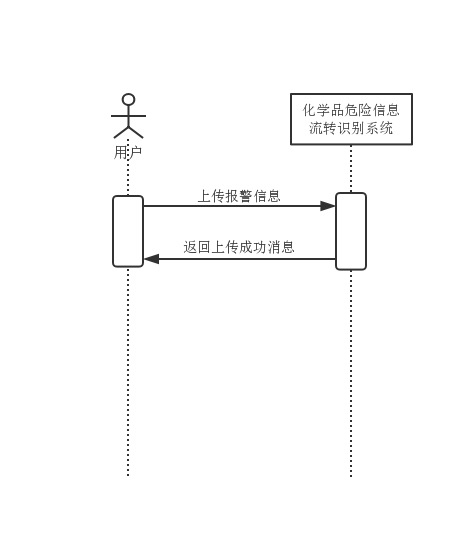 化学品危险信息
流转识别系统
用户
上传报警信息
返回上传成功消息